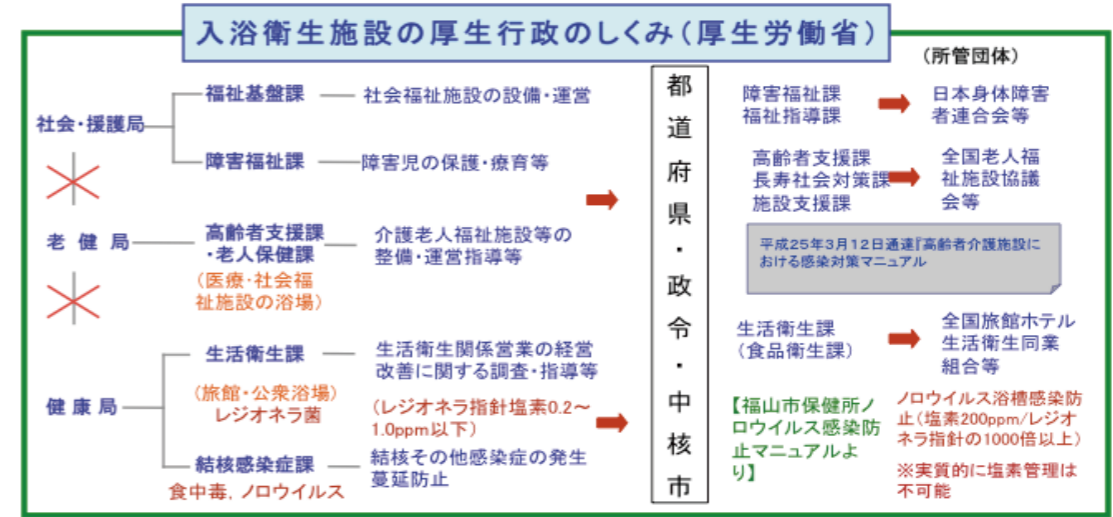 入浴衛生施設の厚生行政のしくみ(厚生労働省)
(所管団体)
社会・援護局
福祉基盤課
社会福祉施設の設備・運営
障害福祉課
障害児の保護・療育等
老健局
高齢者支援課
・老人保健課
介護老人福祉施設等の
整備・運営指導等
(医療・社会福
祉施設の浴場)
健康局
生活衛生課
生活衛生関係営業の経営
改善に関する調査・指導等
(旅館・公衆浴場)
レジオネラ菌
(レジオネラ指針塩素0.2～
1.0ppm以下)
結核感染症課
結核その他感染症の発生
蔓延防止
食中毒,ノロウイルス
都道府県・政令・中核市
障害福祉課
福祉指導課
日本身体障害
者連合会等
高齢者支援課
長寿社会対策課
施設支援課
全国老人福
祉施設協議
会等
平成25年3月12日通達『高齢者介護施設に
おける感染対策マニュアル
生活衛生課
(食品衛生課)
全国旅館ホテル
生活衛生同業
組合等
【福山市保健所ノ
ロウイルス感染防
止マニュアルよ
り】
ノロウイルス浴槽感染防
止(塩素200ppm/レジオ
ネラ指針の1000倍以上)
※実質的に塩素管理は
不可能